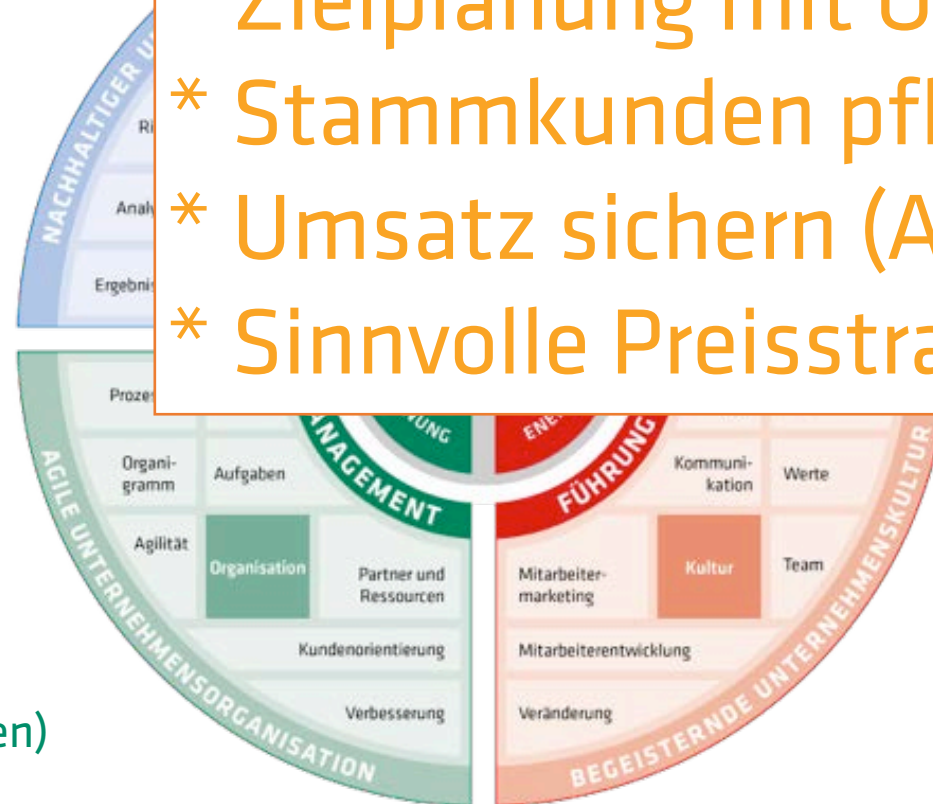 Zielplanung mit U
* Stammkunden pfl
* Umsatz sichern (A
* Sinnvolle Preisstra
NACHHALTIGER U
Ri
Analy
Ergebnis
Prozes
Organi-
gramm
Aufgaben
Agilität
Organisation
Partner und
Ressourcen
Kundenorientierung
Verbesserung
AGILE UNTERNEHMENSORGANISATION
NUNG
NAGEMENT
ENE
FÜHRUNG
Kommuni-
kation
Werte
Mitarbeiter-
marketing
Kultur
Team
Mitarbeiterentwicklung
Veränderung
BEGEISTERNDE UNTERNEHMENSKULTUR
en)